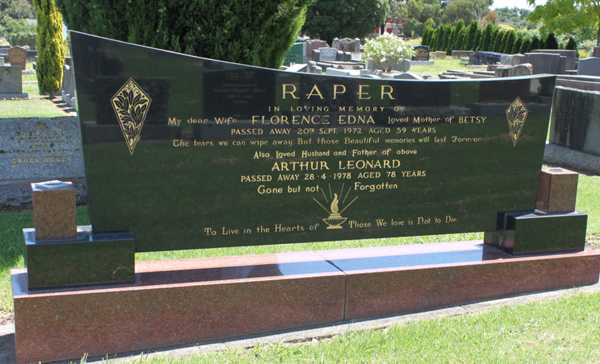 RAPER
IN LOVING MEMORY OF
My dear Wife FLORENCE EDNA Loved Mother of BETSY
PASSED AWAY 20TH SEPT. 1972 AGED 59 YEARS
The tears we can wipe away. But those Beautiful memories will last Forever.
Also Loved Husband and Father of above
ARTHUR LEONARD
PASSED AWAY 28-4-1978 AGED 78 YEARS
Gone but not Forgotten
To Live in the Hearts of Those We love is Not to Die.